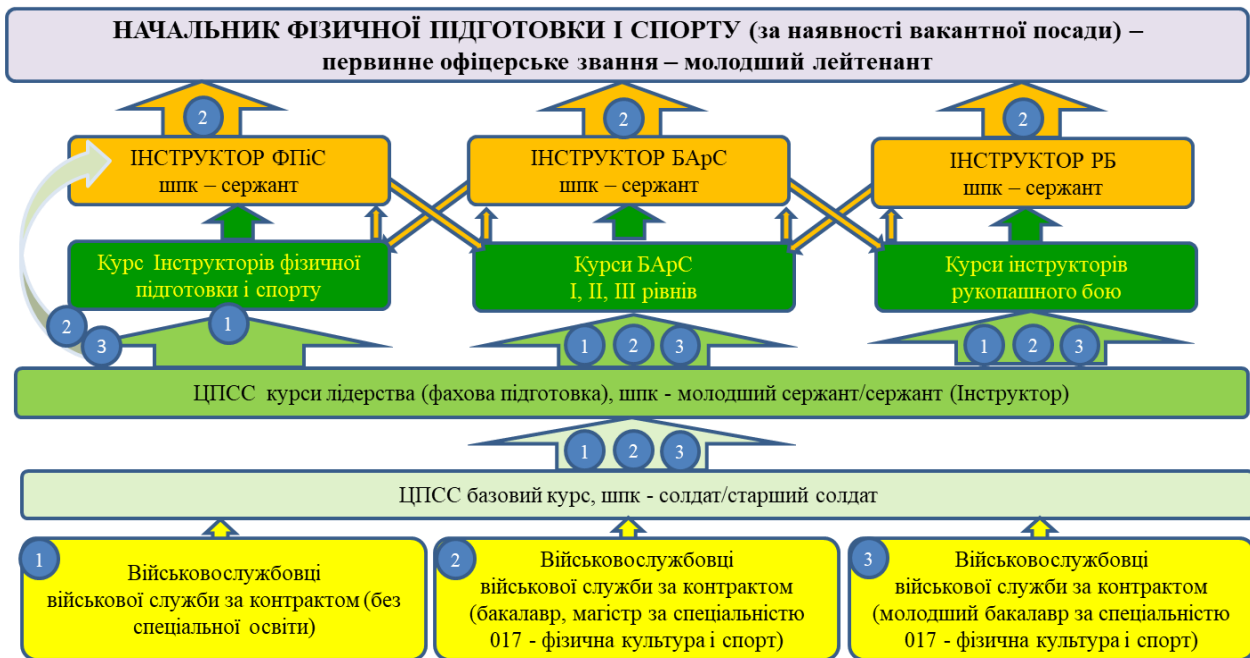 НАЧАЛЬНИК ФІЗИЧНОЇ ПІДГОТОВКИ І СПОРТУ (за наявності вакантної посади) –
первинне офіцерське звання – молодший лейтенант
2
2
2
ІНСТРУКТОР ФПіС
шпк – сержант
ІНСТРУКТОР БАрС
шпк – сержант
ІНСТРУКТОР РБ
шпк – сержант
Курс Інструкторів фізичної
підготовки і спорту
Курси БАрС
І, ІІ, ІІІ рівнів
Курси інструкторів
рукопашного бою
2
3
1
1
2
3
1
2
3
ЦПСС курси лідерства (фахова підготовка), шпк - молодший сержант/сержант (Інструктор)
1
2
3
ЦПСС базовий курс, шпк - солдат/старший солдат
1
Військовослужбовці
військової служби за контрактом (без
спеціальної освіти)
2
Військовослужбовці
військової служби за контрактом
(бакалавр, магістр за спеціальністю
017 - фізична культура і спорт)
3
Військовослужбовці
військової служби за контрактом
(молодший бакалавр за спеціальністю
017 - фізична культура і спорт)